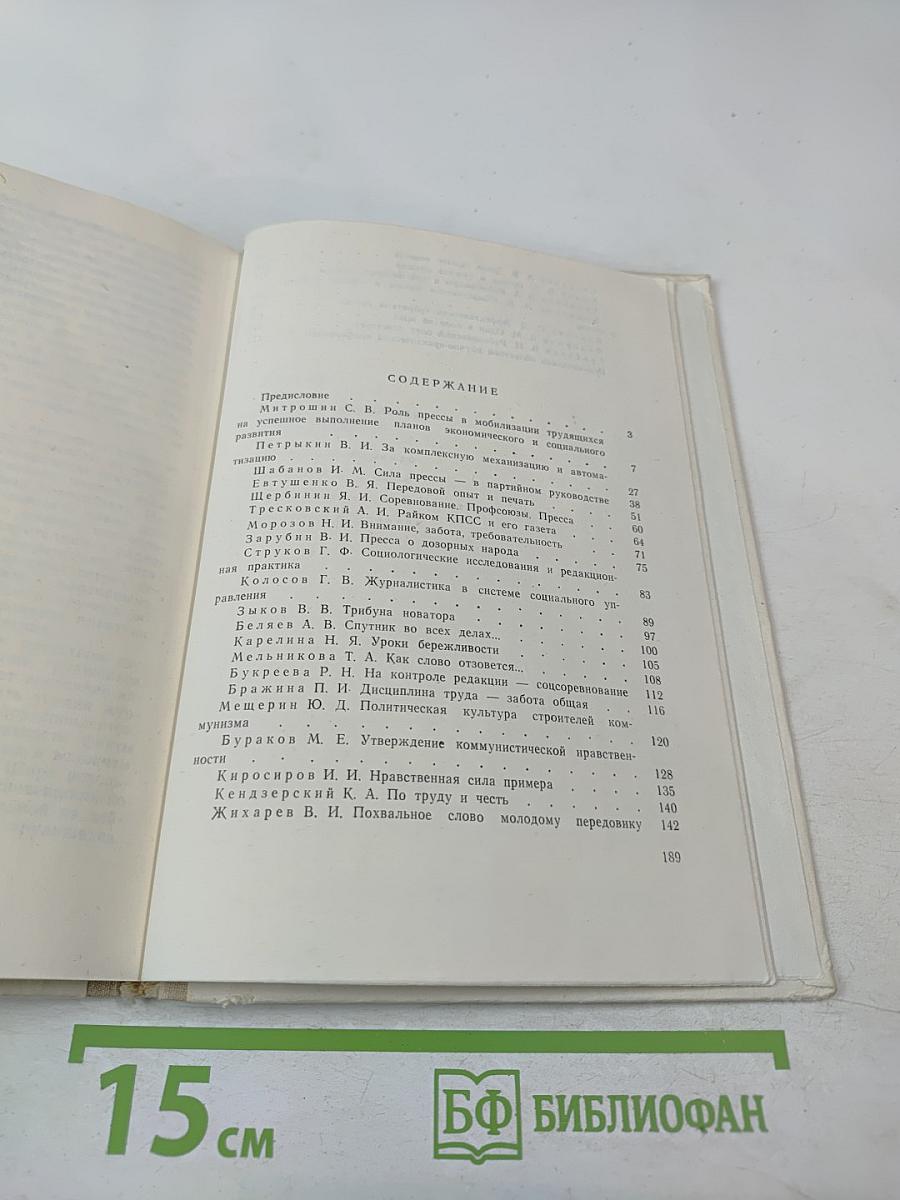 СОДЕРЖАНИЕ
Предисловие . . . . . . . . . . . . 3
Митрошин С. В. Роль прессы в мобилизации трудящихся
на успешное выполнение планов экономического и социального
развития . . . . . . . . . . . . 7
Петрыкин В. И. За комплексную механизацию и автома-
тизацию . . . . . . . . . . . . 27
Шабанов И. М. Сила прессы — в партийном руководстве 38
Евтушенко В. Я. Передовой опыт и печать . . . . 51
Щербинин Я. И. Соревнование. Профсоюзы. Пресса . . 60
Тресковский А. И. Райком КПСС и его газета . . . 64
Морозов Н. И. Внимание, забота, требовательность . . 71
Зарубин В. И. Пресса о дозорных народа . . . . . 75
Струков Г. Ф. Социологические исследования и редакцион-
ная практика . . . . . . . . . . . . 83
Колосов Г. В. Журналистика в системе социального уп-
равления . . . . . . . . . . . . 89
Зыков В. В. Трибуна новатора . . . . . . . 97
Беляев А. В. Спутник во всех делах... . . . . . 100
Карелина Н. Я. Уроки бережливости . . . . . . 105
Мельникова Т. А. Как слово отзовется... . . . . 108
Букреева Р. Н. На контроле редакции — соцсоревнование 112
Бражина П. И. Дисциплина труда — забота общая . . 116
Мещерин Ю. Д. Политическая культура строителей ком-
мунизма . . . . . . . . . . . . 120
Бураков М. Е. Утверждение коммунистической нравствен-
ности . . . . . . . . . . . . 128
Киросиров И. И. Нравственная сила примера . . . . 135
Кендзерский К. А. По труду и честь . . . . . . 140
Жихарев В. И. Похвальное слово молодому передовику 142
189
15 см
БФ БИБЛИОФАН